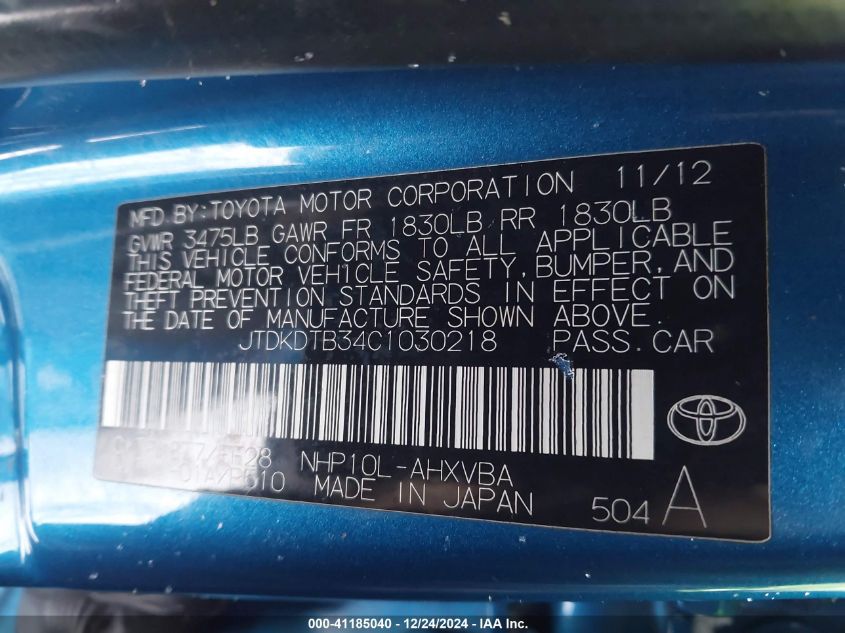 MFD.BY:TOYOTA MOTOR CORPORATION 11/12
GVWR 3475LB GAWR FR 1830LB RR 1830LB
THIS VEHICLE CONFORMS TO ALL APPLICABLE
FEDERAL MOTOR VEHICLE SAFETY, BUMPER, AND
THEFT PREVENTION STANDARDS IN EFFECT ON
THE DATE OF MANUFACTURE SHOWN ABOVE.
JTDKDTB34C1030218 PASS.CAR
NHP10L-AHXVBA
MADE IN JAPAN 504 A
000-41185040 - 12/24/2024 - IAA Inc.